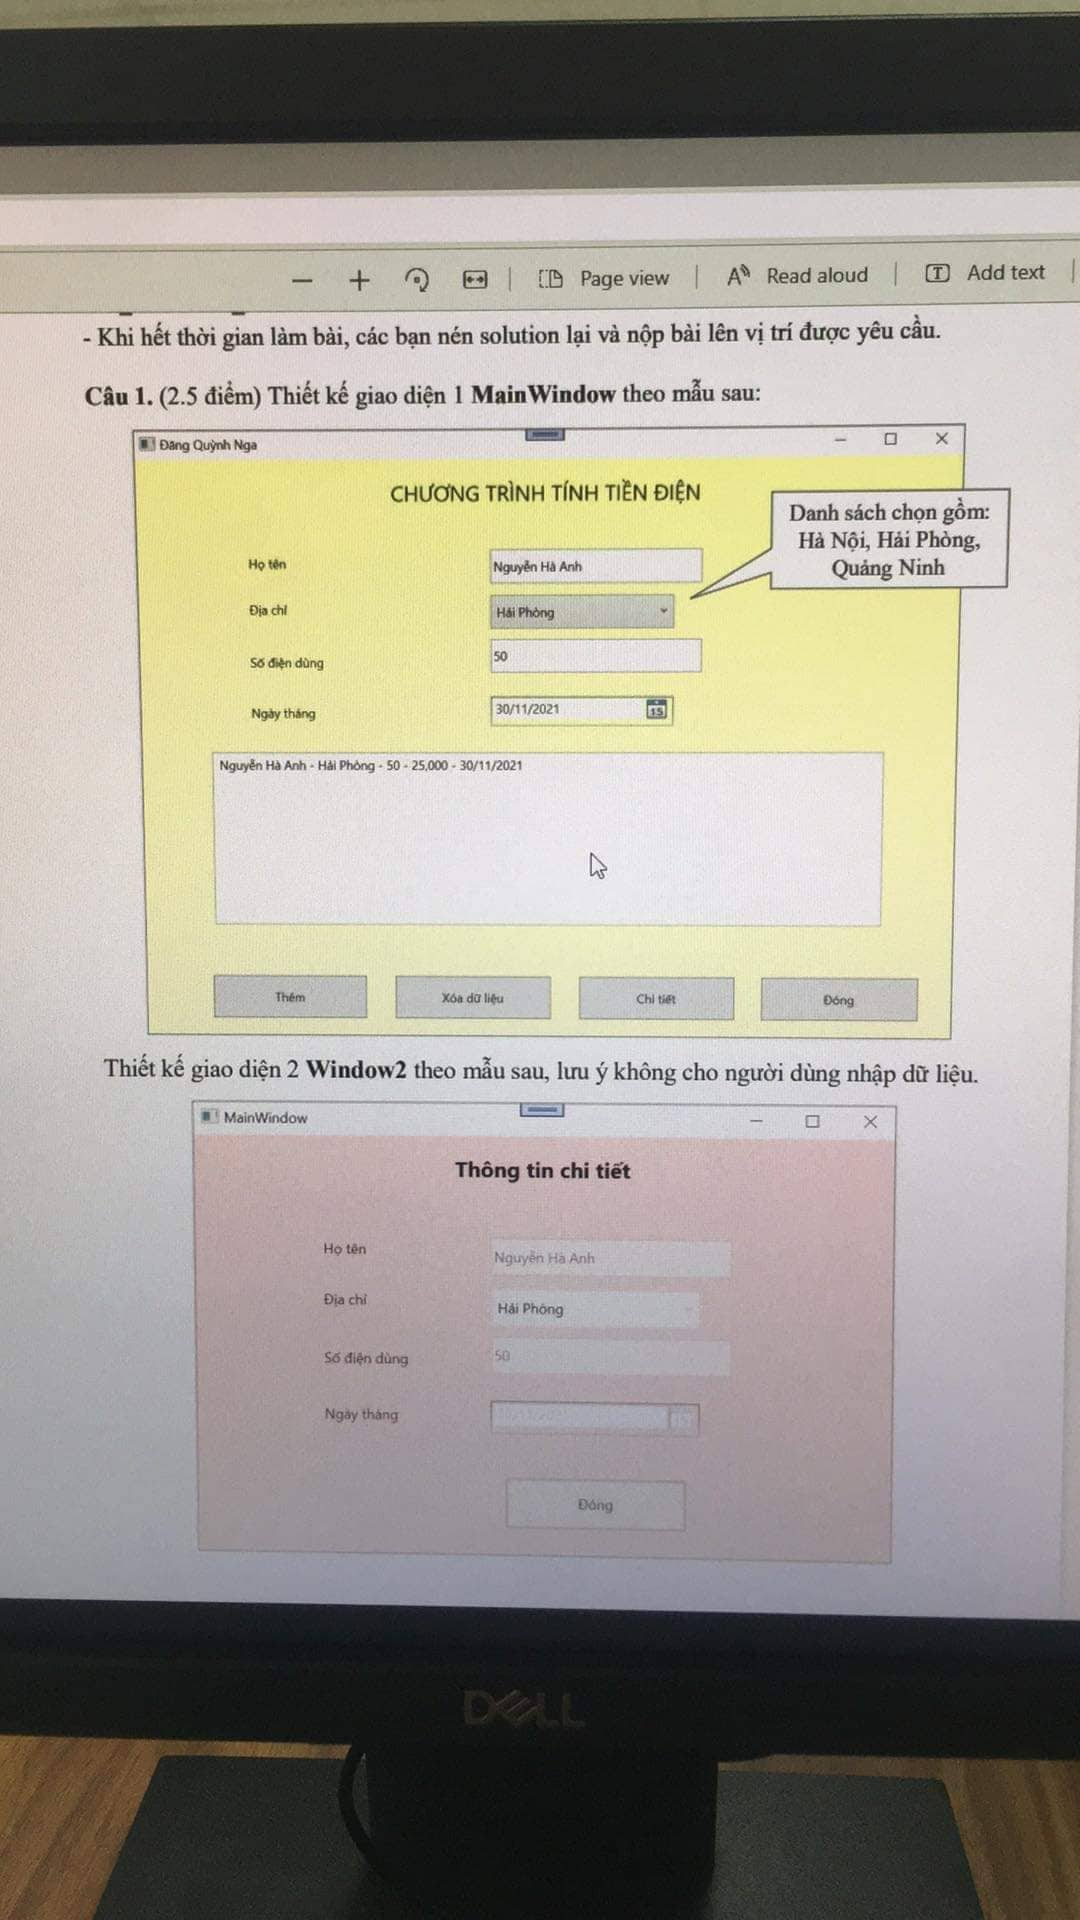 Page view
Read aloud
Add text
- Khi hết thời gian làm bài, các bạn nén solution lại và nộp bài lên vị trí được yêu cầu.
Câu 1. (2.5 điểm) Thiết kế giao diện 1 MainWindow theo mẫu sau:
Đăng Quỳnh Nga
CHƯƠNG TRÌNH TÍNH TIỀN ĐIỆN
Danh sách chọn gồm:
Hà Nội, Hải Phòng,
Quảng Ninh
Họ tên
Nguyễn Hà Anh
Địa chỉ
Hải Phòng
Số điện dùng
50
Ngày tháng
30/11/2021
15
Nguyễn Hà Anh - Hải Phòng - 50 - 25,000 - 30/11/2021
Thêm
Xóa dữ liệu
Chi tiết
Đóng
Thiết kế giao diện 2 Window2 theo mẫu sau, lưu ý không cho người dùng nhập dữ liệu.
MainWindow
Thông tin chi tiết
Họ tên
Nguyễn Hà Anh
Địa chỉ
Hải Phòng
Số điện dùng
50
Ngày tháng
Đóng
DELL